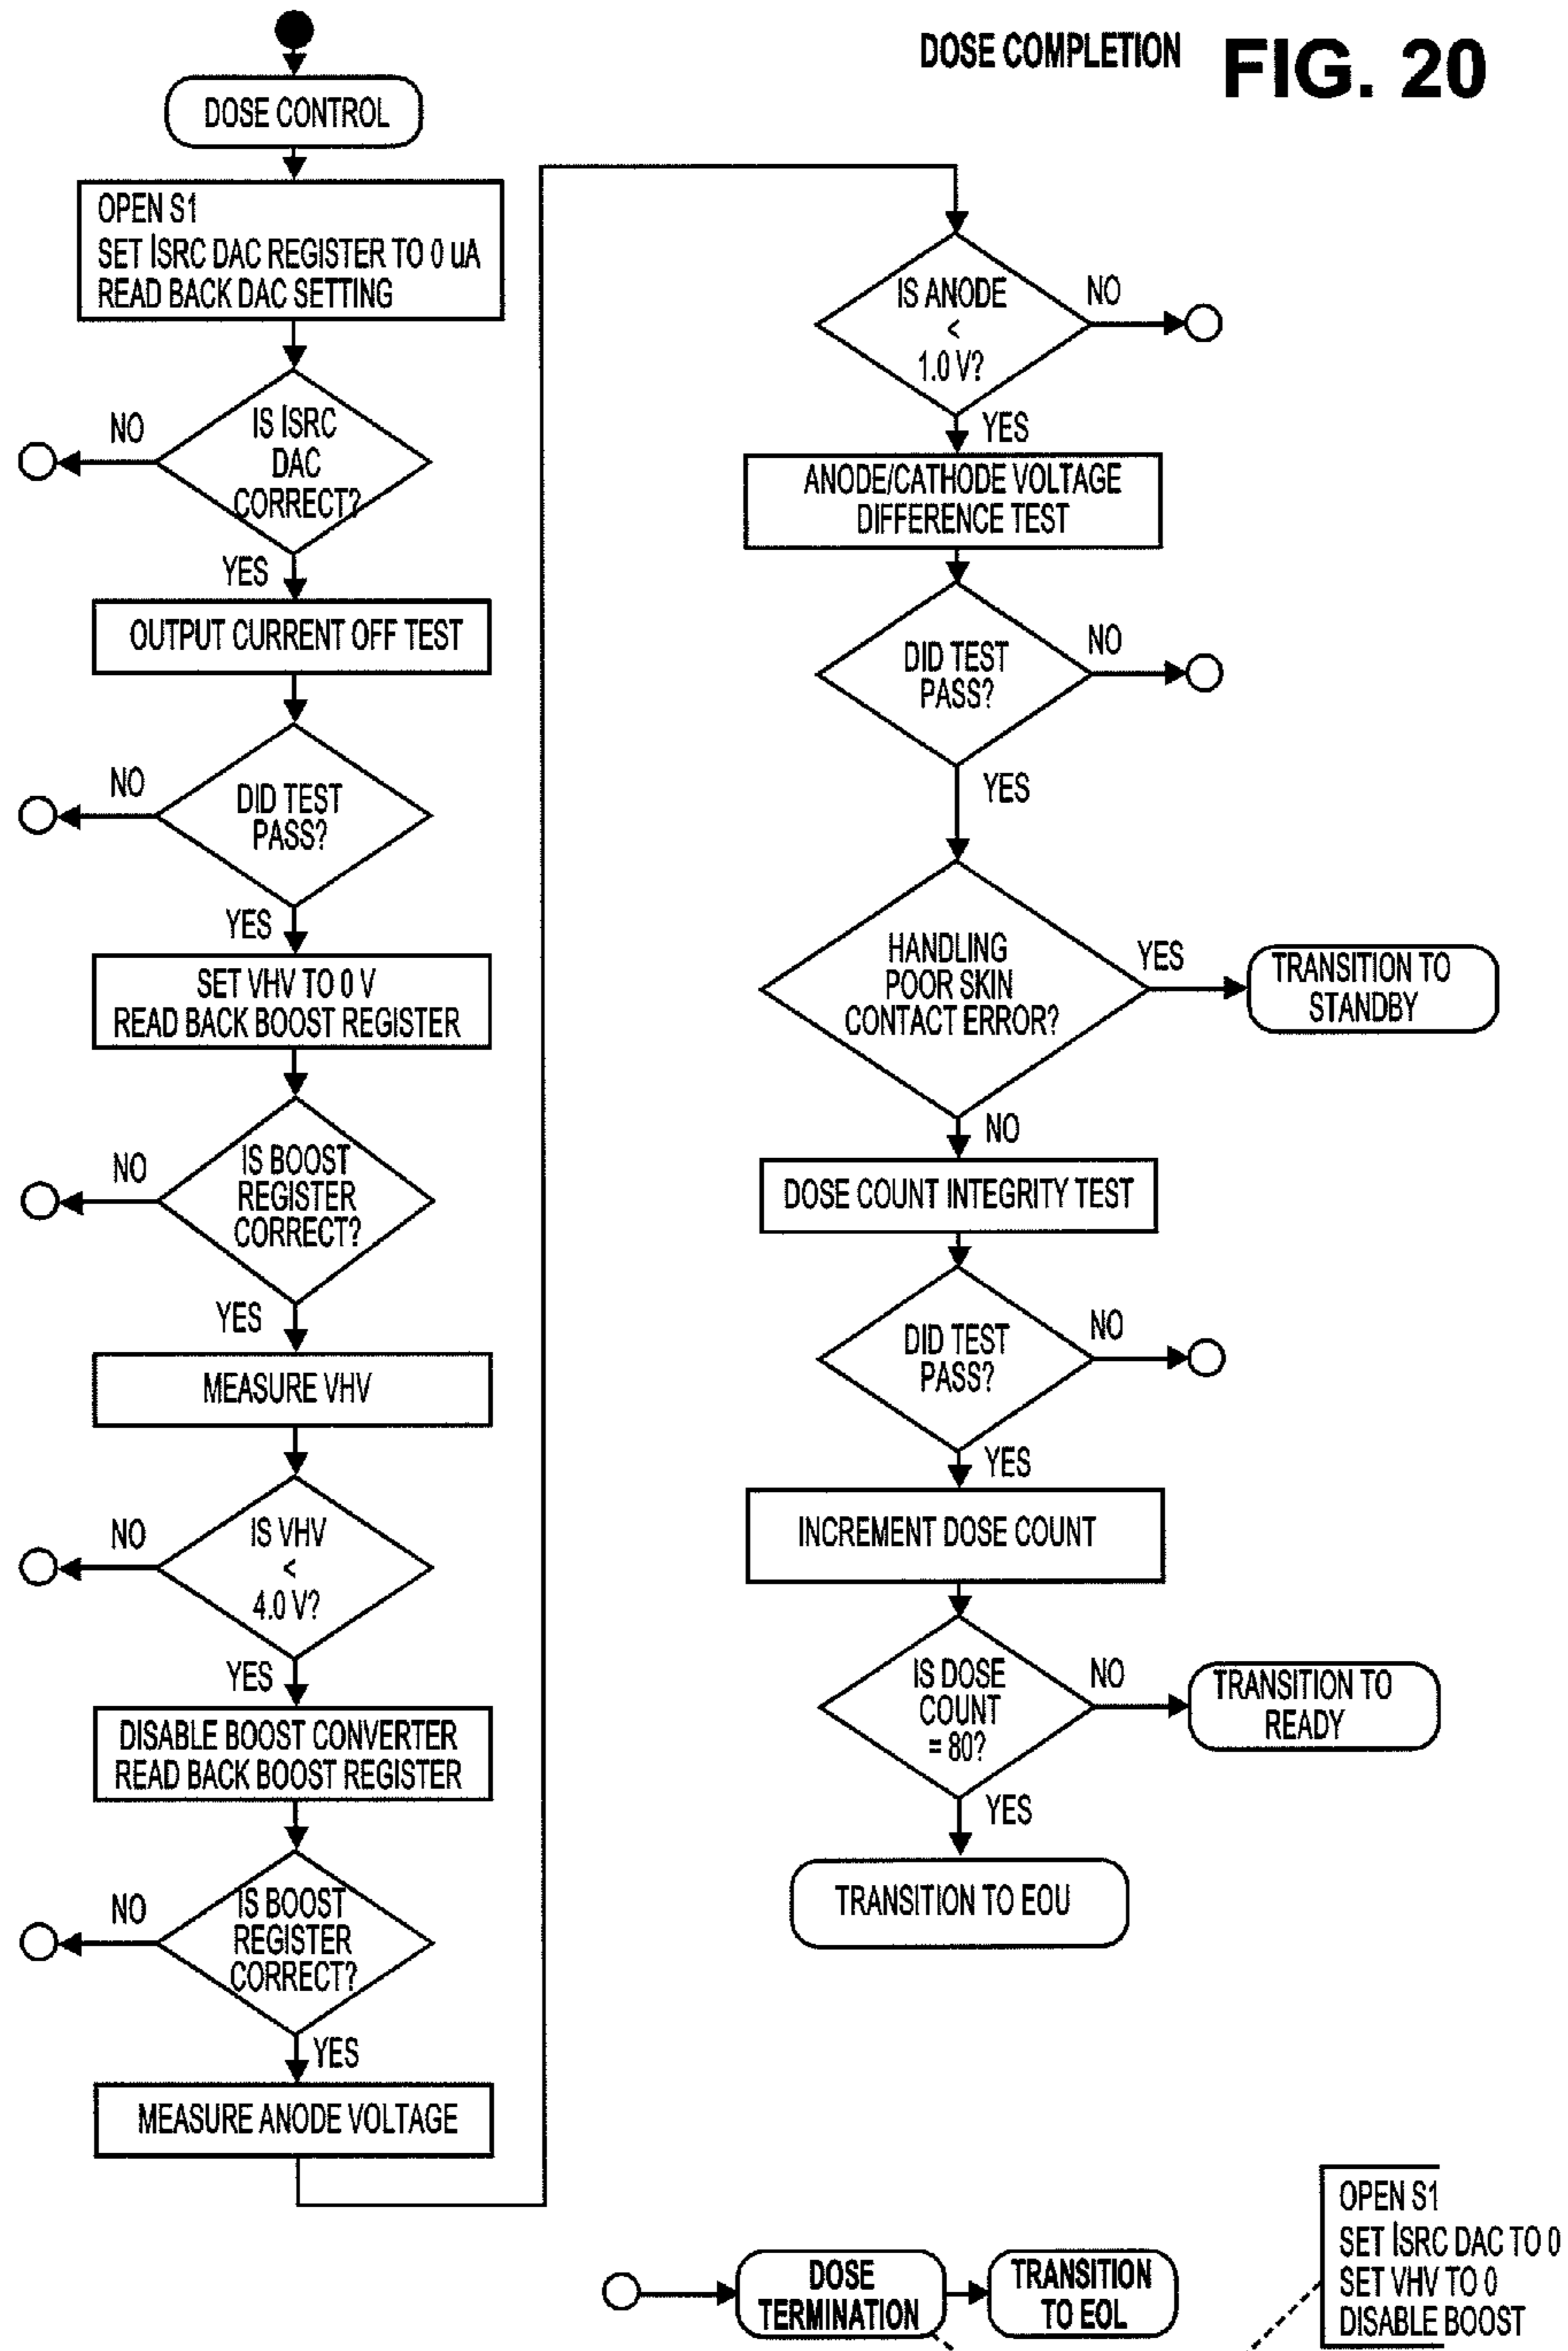 DOSE COMPLETION FIG. 20
DOSE CONTROL
OPEN S1
SET ISRC DAC REGISTER TO 0 uA
READ BACK DAC SETTING
IS ISRC
DAC
CORRECT?
NO
YES
OUTPUT CURRENT OFF TEST
DID TEST
PASS?
NO
YES
SET VHV TO 0 V
READ BACK BOOST REGISTER
IS BOOST
REGISTER
CORRECT?
NO
YES
MEASURE VHV
IS VHV
<
4.0 V?
NO
YES
DISABLE BOOST CONVERTER
READ BACK BOOST REGISTER
IS BOOST
REGISTER
CORRECT?
NO
YES
MEASURE ANODE VOLTAGE
IS ANODE
<
1.0 V?
NO
YES
ANODE/CATHODE VOLTAGE
DIFFERENCE TEST
DID TEST
PASS?
NO
YES
HANDLING
POOR SKIN
CONTACT ERROR?
YES
TRANSITION TO
STANDBY
NO
DOSE COUNT INTEGRITY TEST
DID TEST
PASS?
NO
YES
INCREMENT DOSE COUNT
IS DOSE
COUNT
= 80?
NO
TRANSITION TO
READY
YES
TRANSITION TO EOU
DOSE
TERMINATION
TRANSITION
TO EOL
OPEN S1
SET ISRC DAC TO 0
SET VHV TO 0
DISABLE BOOST